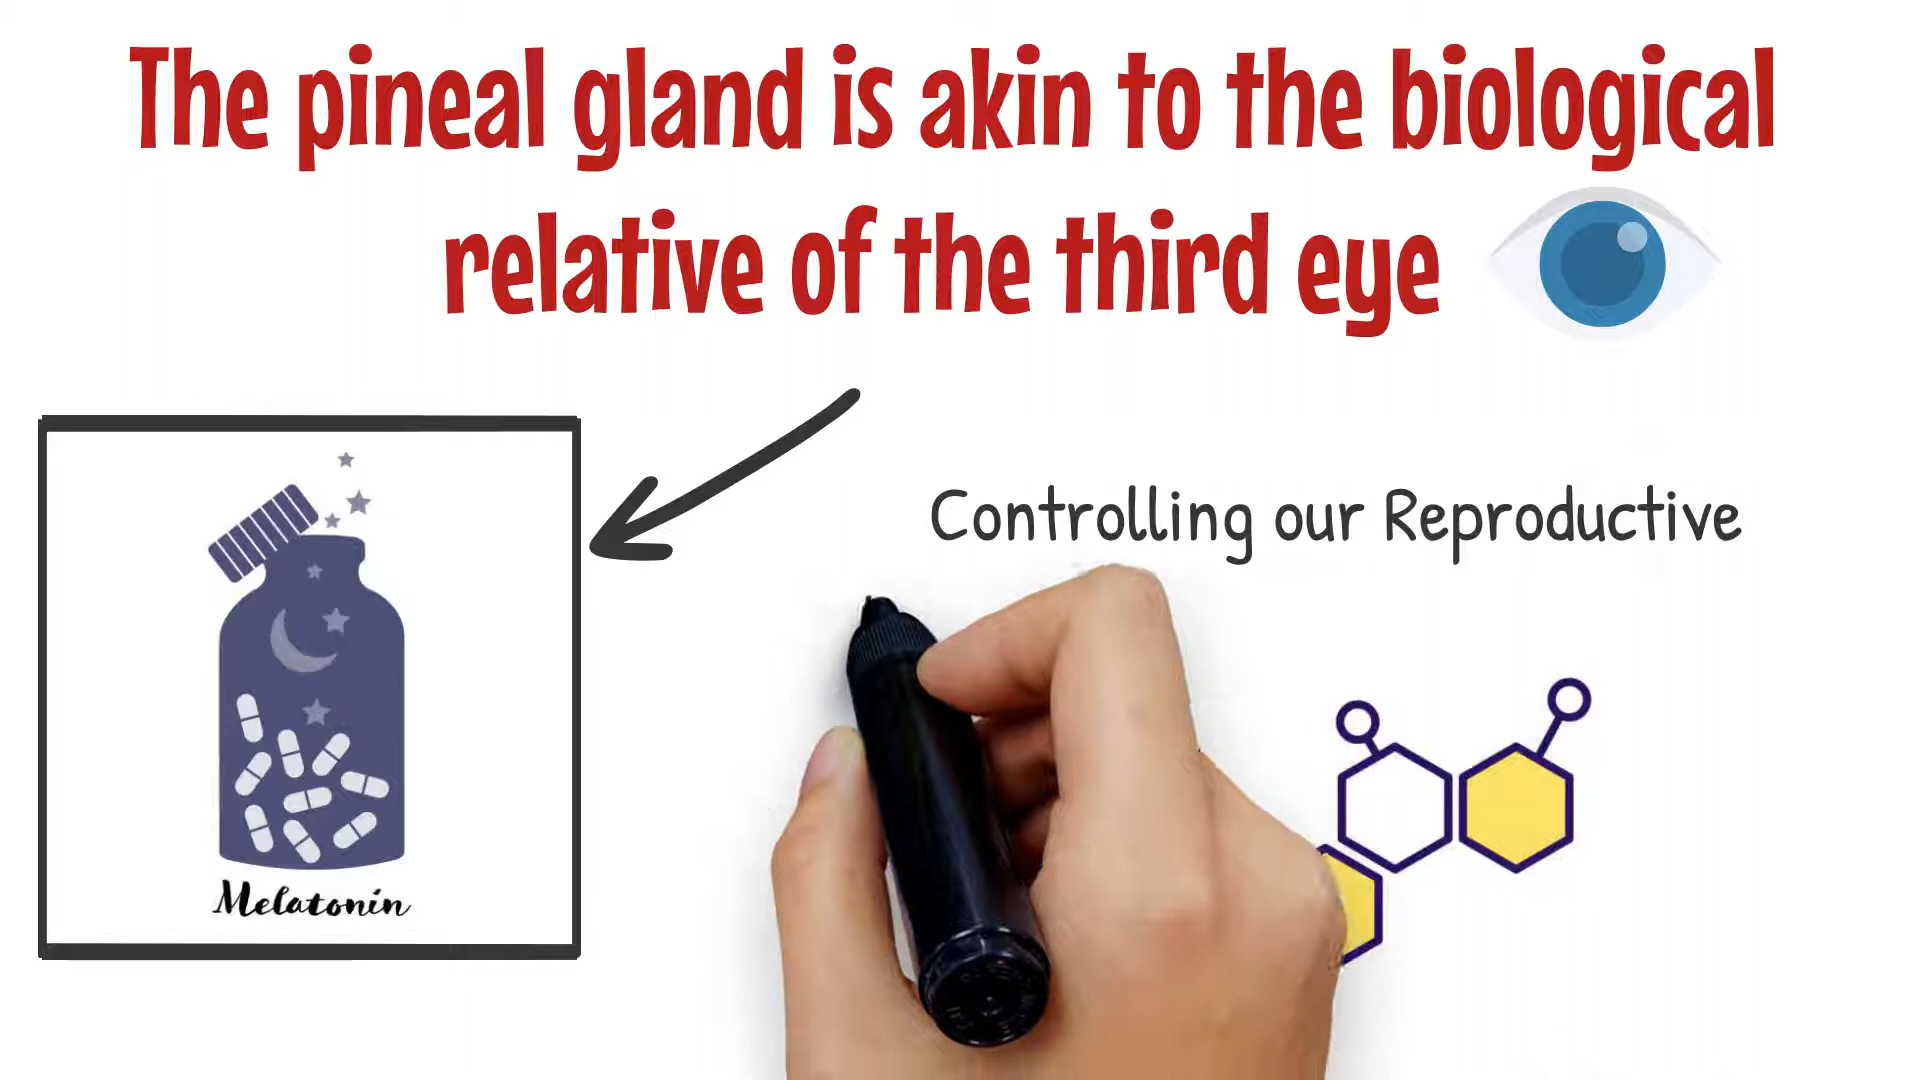 The pineal gland is akin to the biological
relative of the third eye
Controlling our Reproductive
Melatonin